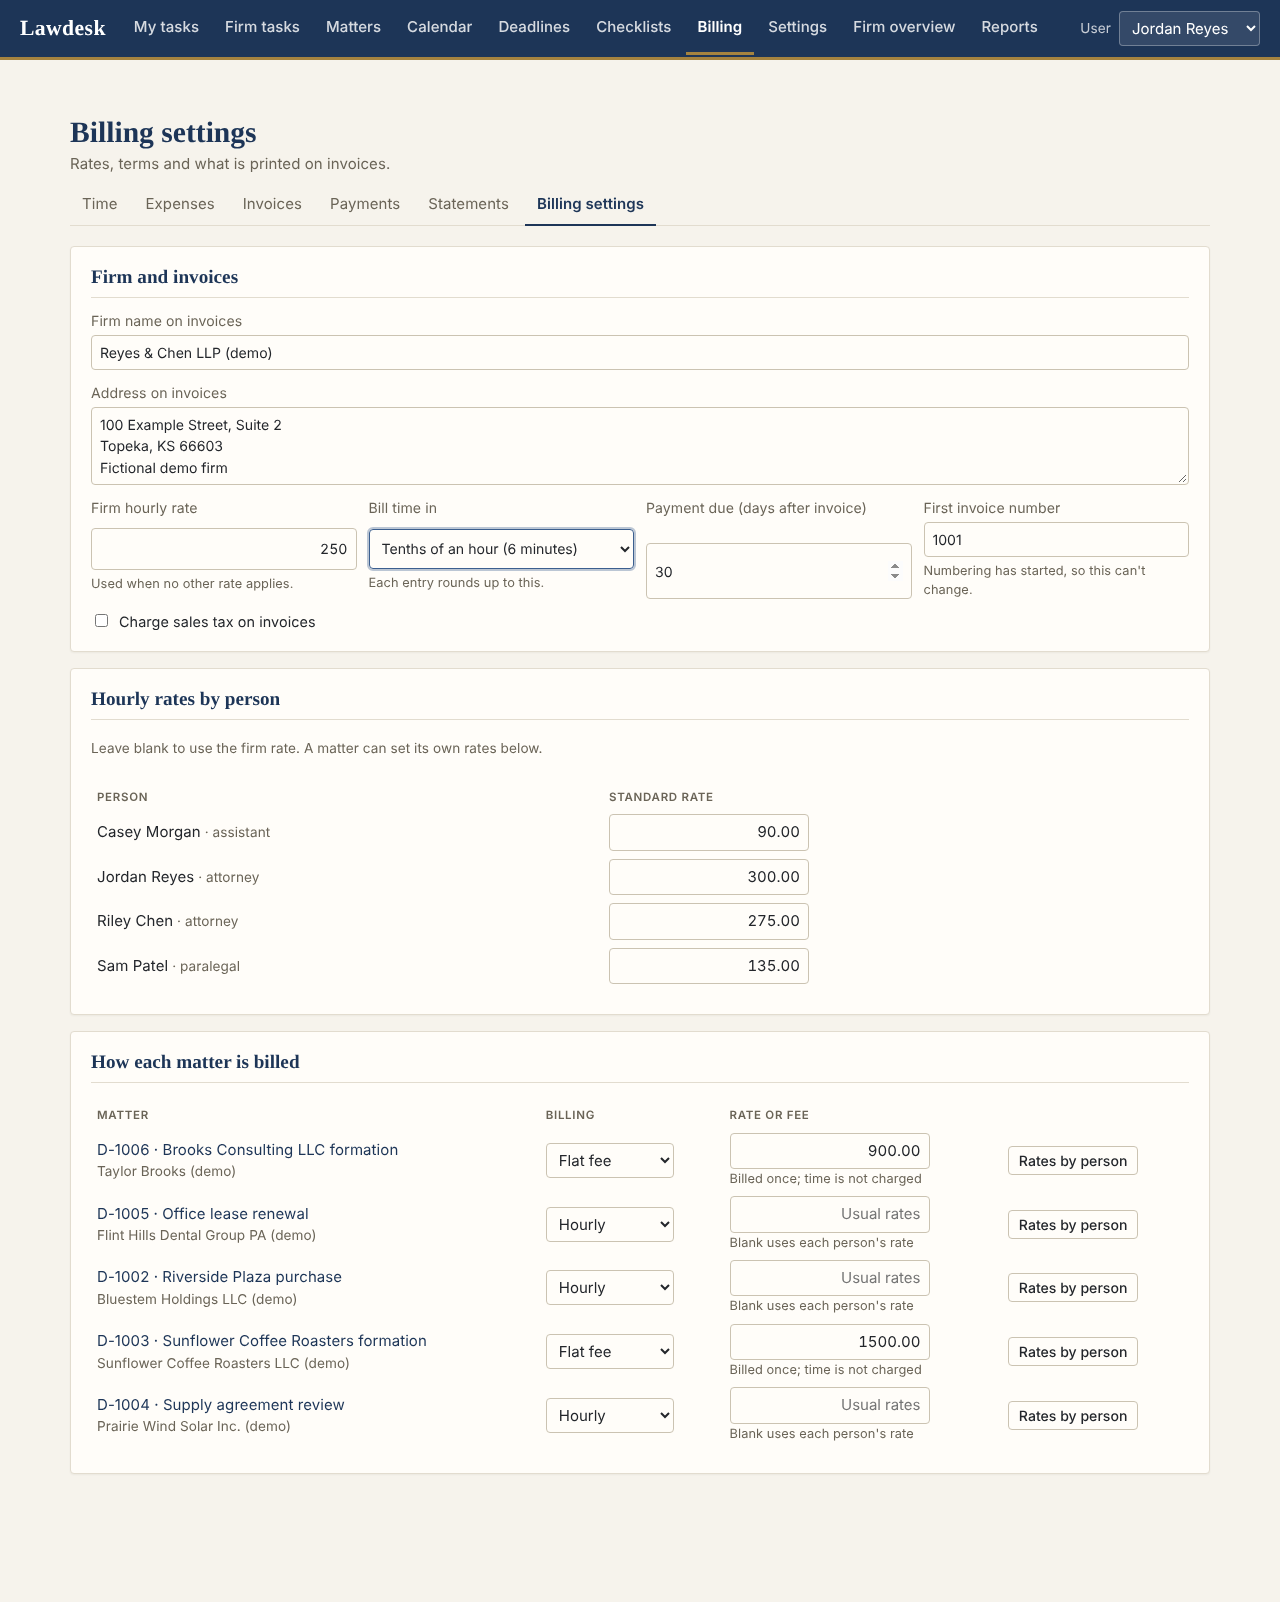 Lawdesk My tasks Firm tasks Matters Calendar Deadlines Checklists Billing Settings Firm overview Reports User Jordan Reyes
Billing settings
Rates, terms and what is printed on invoices.
Time Expenses Invoices Payments Statements Billing settings
Firm and invoices
Firm name on invoices
Reyes & Chen LLP (demo)
Address on invoices
100 Example Street, Suite 2
Topeka, KS 66603
Fictional demo firm
Firm hourly rate
250
Used when no other rate applies.
Bill time in
Tenths of an hour (6 minutes)
Each entry rounds up to this.
Payment due (days after invoice)
30
First invoice number
1001
Numbering has started, so this can't
change.
Charge sales tax on invoices
Hourly rates by person
Leave blank to use the firm rate. A matter can set its own rates below.
PERSON STANDARD RATE
Casey Morgan · assistant 90.00
Jordan Reyes · attorney 300.00
Riley Chen · attorney 275.00
Sam Patel · paralegal 135.00
How each matter is billed
MATTER BILLING RATE OR FEE
D-1006 · Brooks Consulting LLC formation Flat fee 900.00 Rates by person
Taylor Brooks (demo) Billed once; time is not charged
D-1005 · Office lease renewal Hourly Usual rates Rates by person
Flint Hills Dental Group PA (demo) Blank uses each person's rate
D-1002 · Riverside Plaza purchase Hourly Usual rates Rates by person
Bluestem Holdings LLC (demo) Blank uses each person's rate
D-1003 · Sunflower Coffee Roasters formation Flat fee 1500.00 Rates by person
Sunflower Coffee Roasters LLC (demo) Billed once; time is not charged
D-1004 · Supply agreement review Hourly Usual rates Rates by person
Prairie Wind Solar Inc. (demo) Blank uses each person's rate